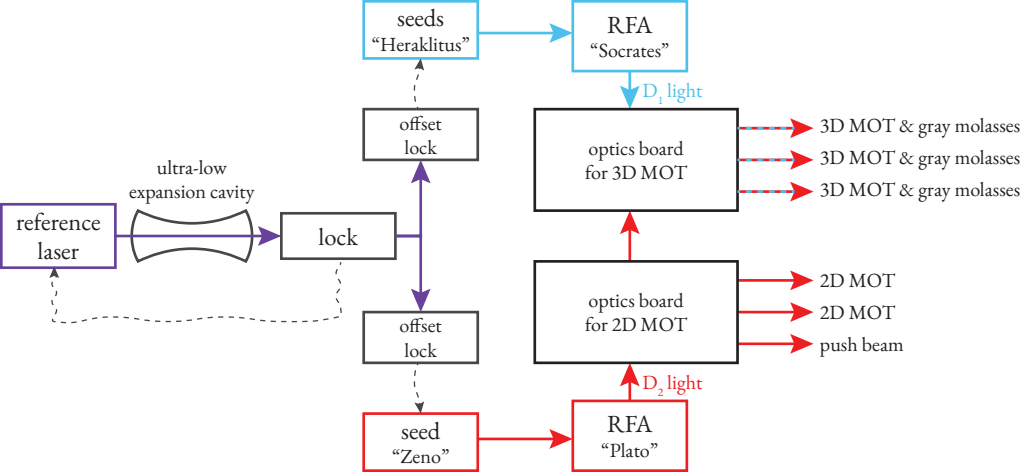 seeds
“Heraklitus”
RFA
“Socrates”
D₁ light
offset
lock
optics board
for 3D MOT
3D MOT & gray molasses
3D MOT & gray molasses
3D MOT & gray molasses
ultra-low
expansion cavity
reference
laser
lock
optics board
for 2D MOT
2D MOT
2D MOT
push beam
offset
lock
D₂ light
seed
“Zeno”
RFA
“Plato”